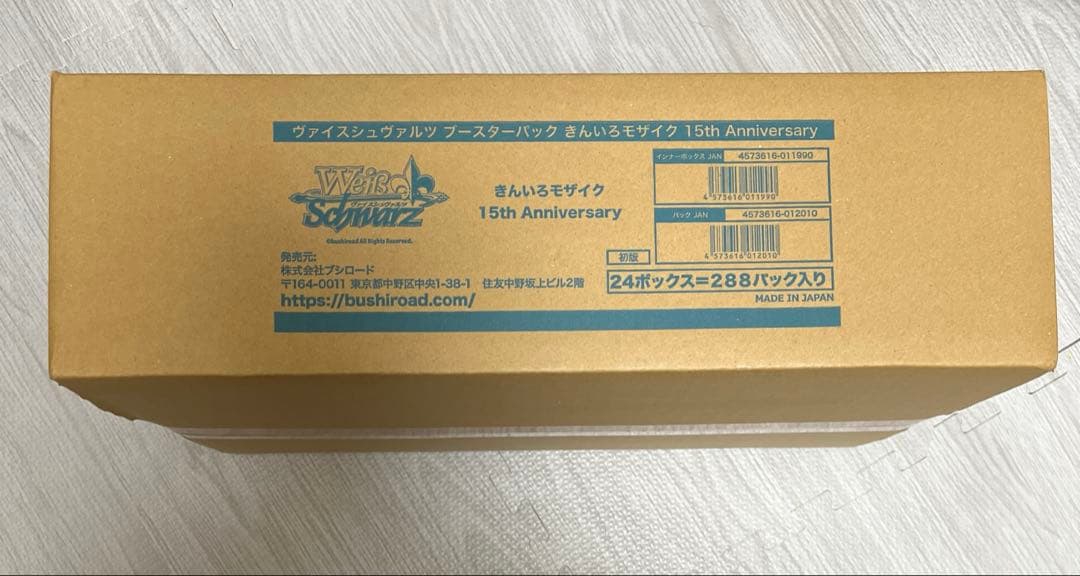 ヴァイスシュヴァルツ ブースターパック きんいろモザイク 15th Anniversary
Weiß
ヴァイスシュヴァルツ
Schwarz
©bushiroad All Rights Reserved.
きんいろモザイク
15th Anniversary
インナーボックス JAN 4573616-011990
4 573616 011990
パック JAN 4573616-012010
4 573616 012010
発売元:
株式会社ブシロード
〒164-0011 東京都中野区中央1-38-1 住友中野坂上ビル2階
https://bushiroad.com/
初版
24ボックス=288パック入り
MADE IN JAPAN